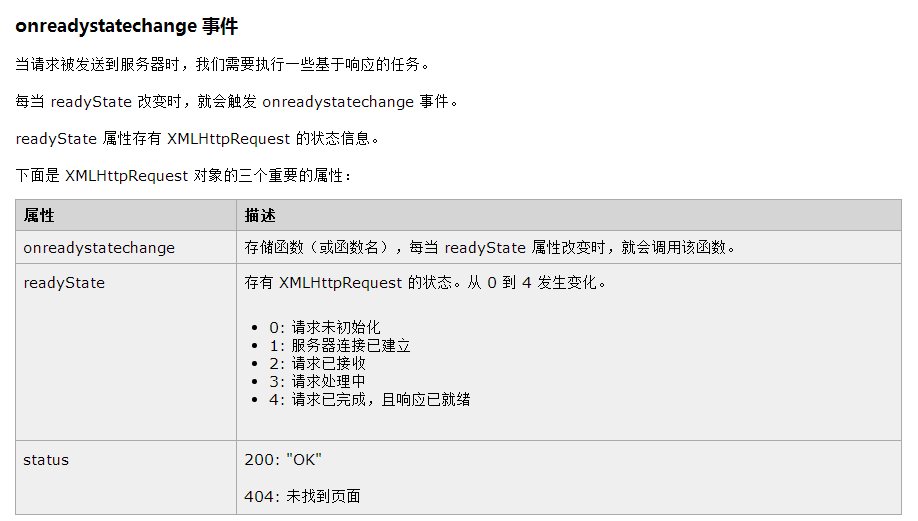 onreadystatechange 事件
当请求被发送到服务器时，我们需要执行一些基于响应的任务。
每当 readyState 改变时，就会触发 onreadystatechange 事件。
readyState 属性存有 XMLHttpRequest 的状态信息。
下面是 XMLHttpRequest 对象的三个重要的属性：
属性 描述
onreadystatechange 存储函数（或函数名），每当 readyState 属性改变时，就会调用该函数。
readyState 存有 XMLHttpRequest 的状态。从 0 到 4 发生变化。
• 0: 请求未初始化
• 1: 服务器连接已建立
• 2: 请求已接收
• 3: 请求处理中
• 4: 请求已完成，且响应已就绪
status 200: "OK"
404: 未找到页面